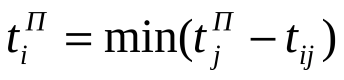 t_i^П = min(t_j^П − t_ij)